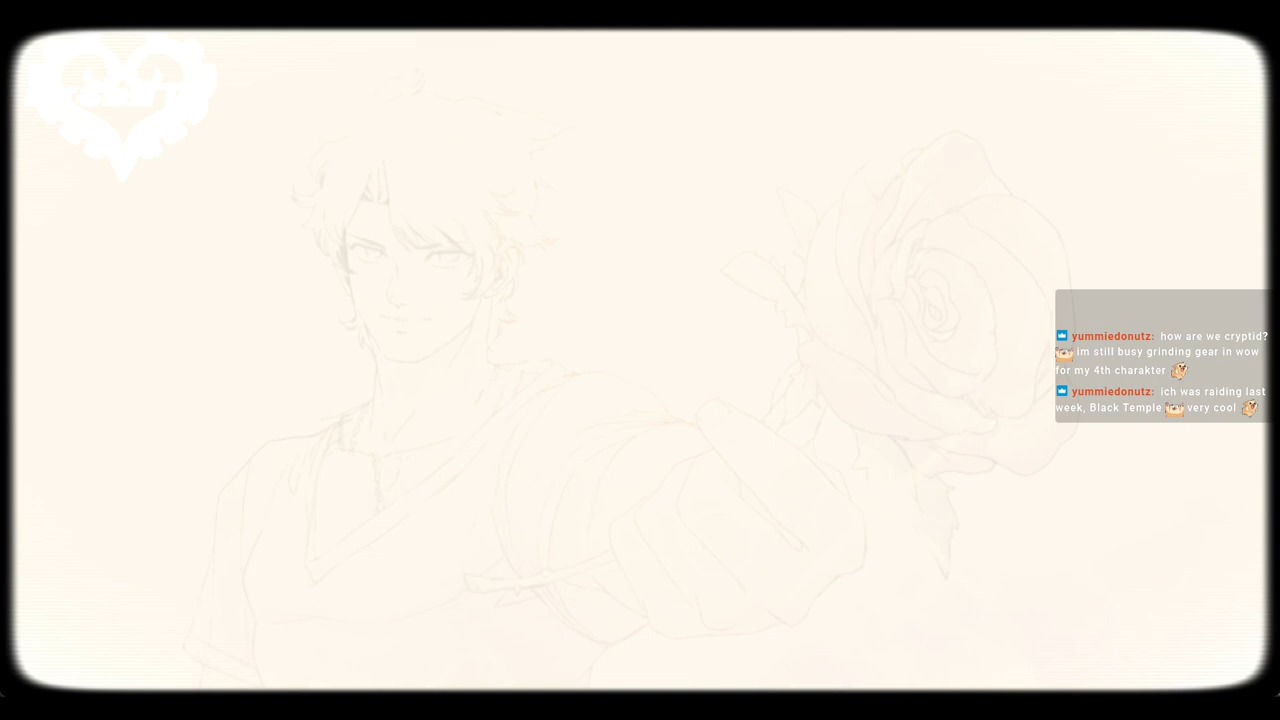 yummiedonutz: how are we cryptid?
im still busy grinding gear in wow
for my 4th charakter
yummiedonutz: ich was raiding last
week, Black Temple very cool